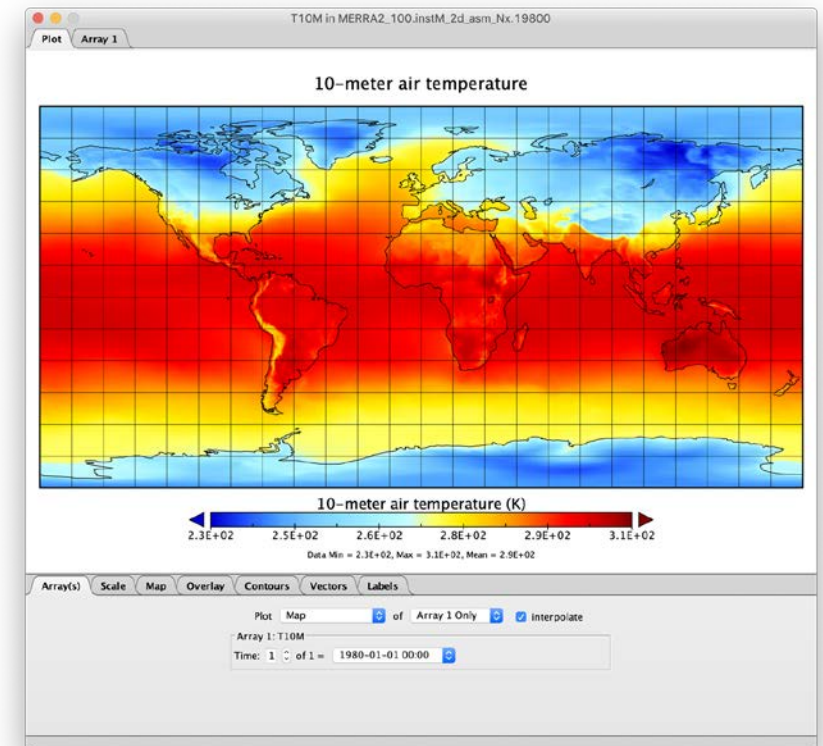 T10M in MERRA2_100.instM_2d_asm_Nx.19800
Plot Array 1
10-meter air temperature
10-meter air temperature (K)
2.3E+02 2.5E+02 2.6E+02 2.8E+02 2.9E+02 3.1E+02
Data Min = 2.3E+02, Max = 3.1E+02, Mean = 2.9E+02
Array(s) Scale Map Overlay Contours Vectors Labels
Plot Map of Array 1 Only Interpolate
Array 1: T10M
Time: 1 of 1 = 1980-01-01 00:00